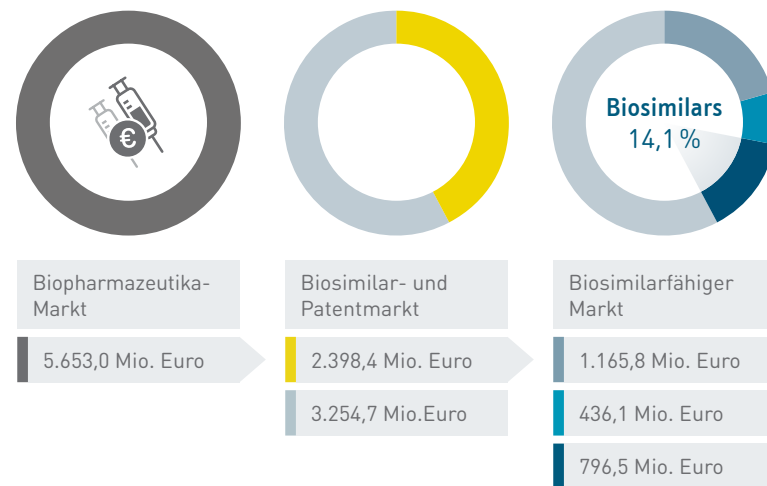 €
Biosimilars
14,1 %
Biopharmazeutika-
Markt
5.653,0 Mio. Euro
Biosimilar- und
Patentmarkt
2.398,4 Mio. Euro
3.254,7 Mio.Euro
Biosimilarfähiger
Markt
1.165,8 Mio. Euro
436,1 Mio. Euro
796,5 Mio. Euro